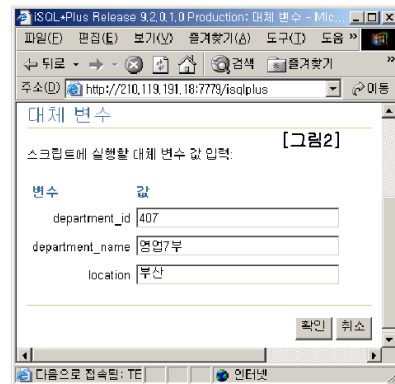 iSQL*Plus Release 9.2.0.1.0 Production: 대체 변수 - Mic...
파일(F) 편집(E) 보기(V) 즐겨찾기(A) 도구(T) 도움 »
뒤로 검색 즐겨찾기 »
주소(D) http://210.119.191.18:7779/isqlplus 이동
대체 변수
[그림2]
스크립트에 실행할 대체 변수 값 입력:
변수 값
department_id 407
department_name 영업7부
location 부산
확인 취소
다음으로 접속됨: TE 인터넷